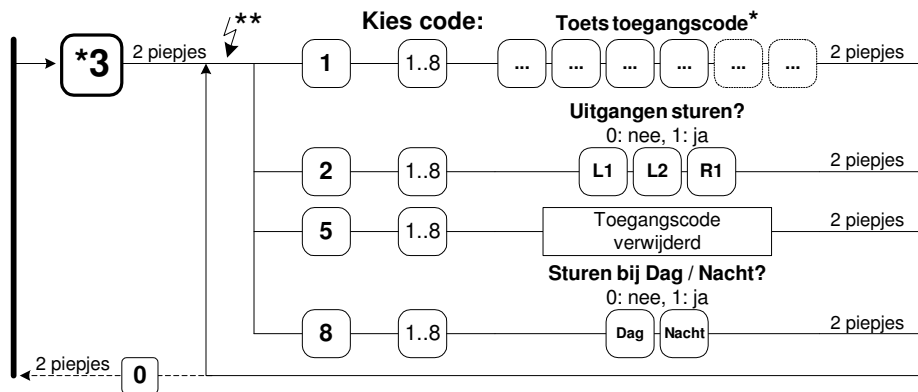 ** Kies code: Toets toegangscode*
*3 2 piepjes 1 1..8 ... ... ... ... ... ... 2 piepjes
Uitgangen sturen?
0: nee, 1: ja
2 1..8 L1 L2 R1 2 piepjes
5 1..8 Toegangscode verwijderd 2 piepjes
Sturen bij Dag / Nacht?
0: nee, 1: ja
8 1..8 Dag Nacht 2 piepjes
2 piepjes 0